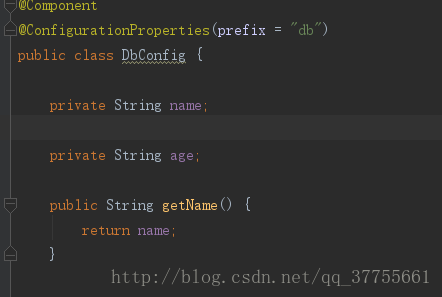 @Component
@ConfigurationProperties(prefix = "db")
public class DbConfig {
private String name;
private String age;
public String getName() {
return name;
}
http://blog.csdn.net/qq_37755661